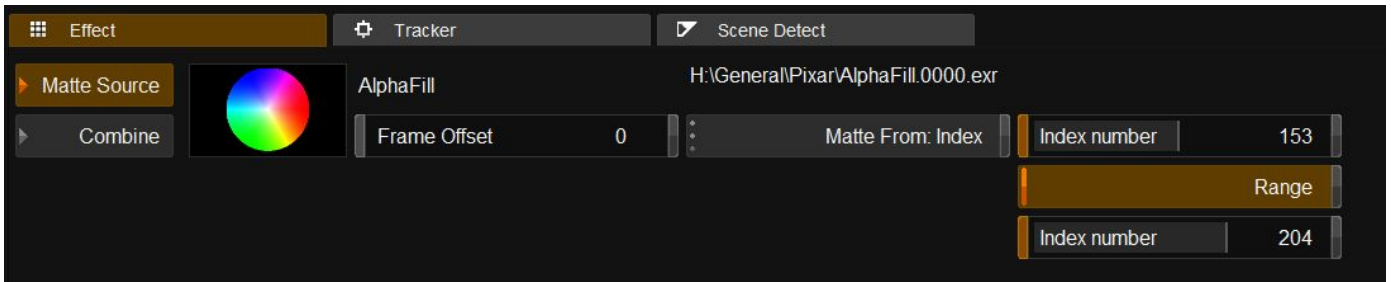 Effect
Tracker
Scene Detect
Matte Source
AlphaFill
H:\General\Pixar\AlphaFill.0000.exr
Combine
Frame Offset 0
Matte From: Index
Index number 153
Range
Index number 204